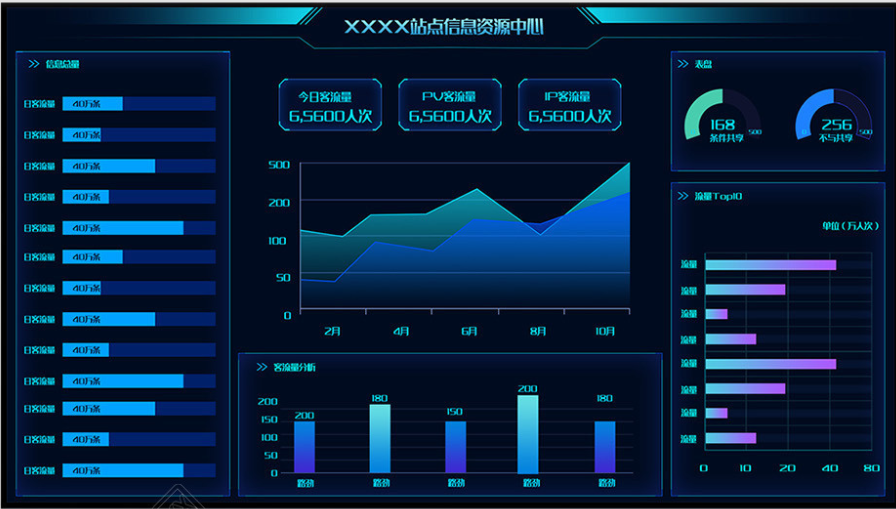 XXXX站点信息资源中心
信息总量
日客流量 40万条
日客流量 40万条
日客流量 40万条
日客流量 40万条
日客流量 40万条
日客流量 40万条
日客流量 40万条
日客流量 40万条
日客流量 40万条
日客流量 40万条
日客流量 40万条
日客流量 40万条
日客流量 40万条
今日客流量
6,5600人次
PV客流量
6,5600人次
IP客流量
6,5600人次
500
200
100
50
0
2月 4月 6月 8月 10月
客流量分析
200
150
100
50
0
200 180 150 200 180
路劲 路劲 路劲 路劲 路劲
表盘
168
0 500
条件共享
256
0 500
不与共享
流量Top10
单位(万人次)
流量
流量
流量
流量
流量
流量
流量
流量
0 10 20 40 80